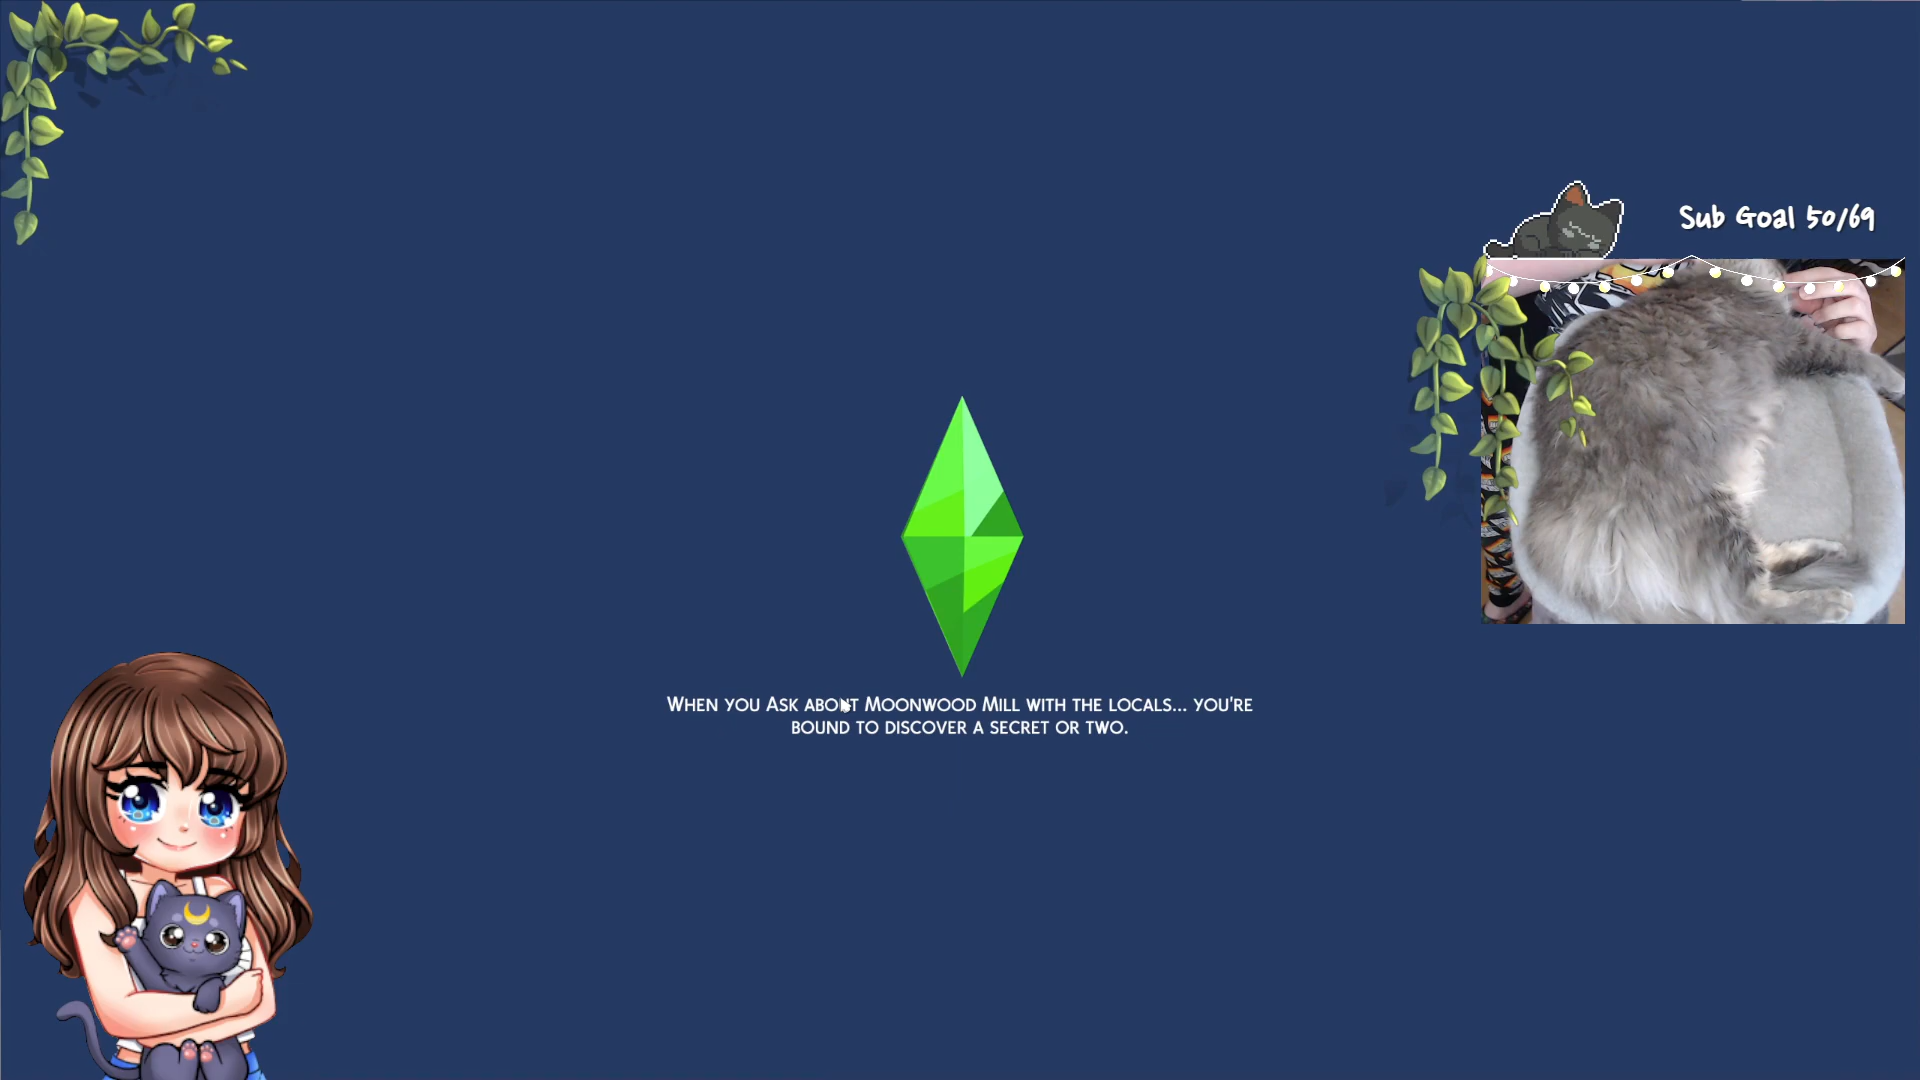 Sub Goal 50/69
When you Ask about Moonwood Mill with the locals... you're
bound to discover a secret or two.